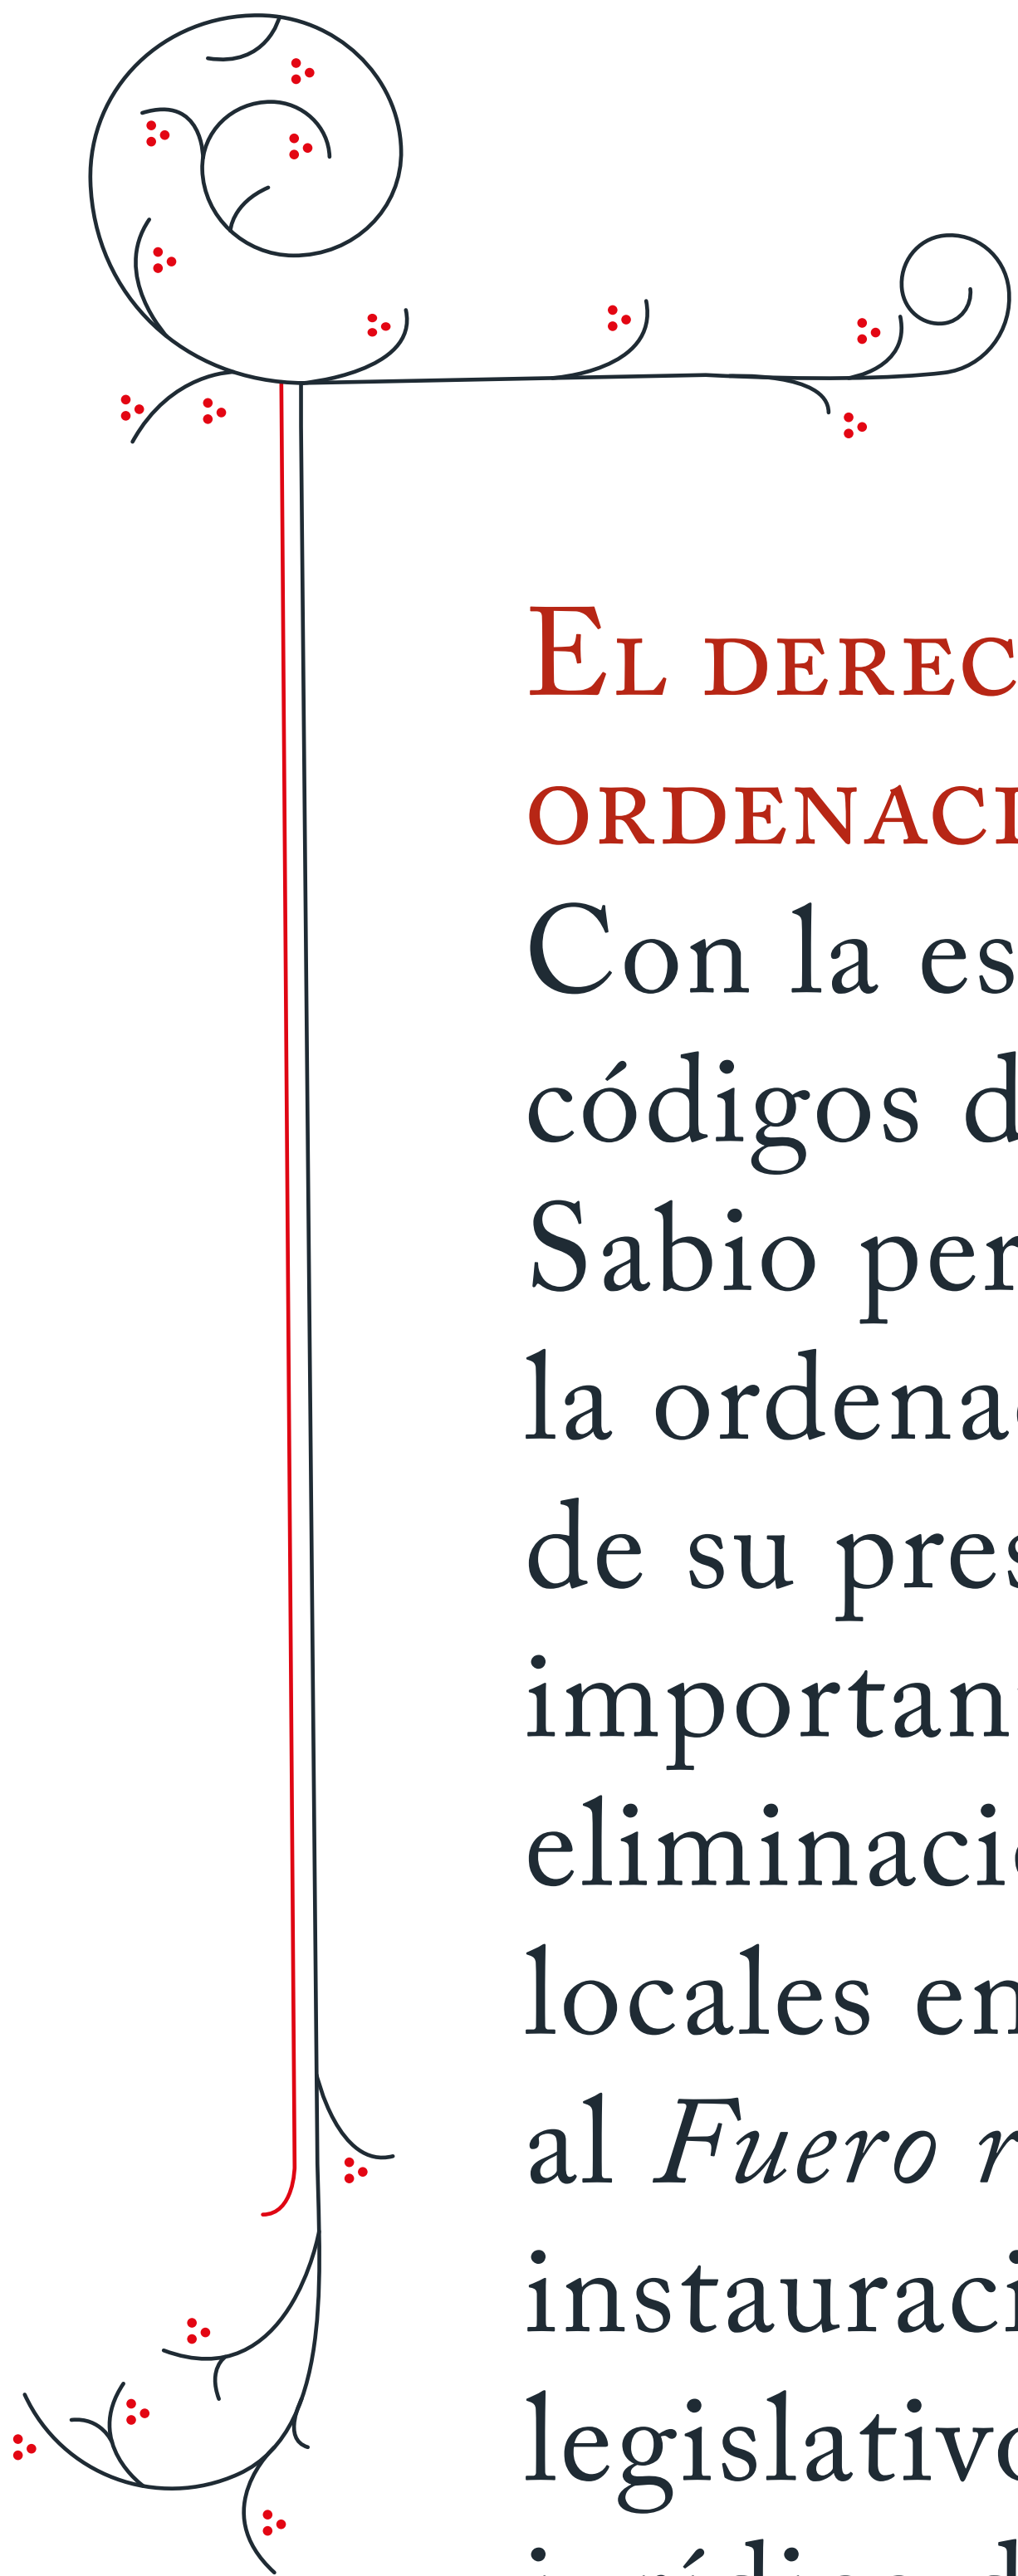 El derec
ordenaci
Con la es
códigos d
Sabio per
la ordena
de su pres
importan
eliminaci
locales en
al Fuero r
instauraci
legislativo